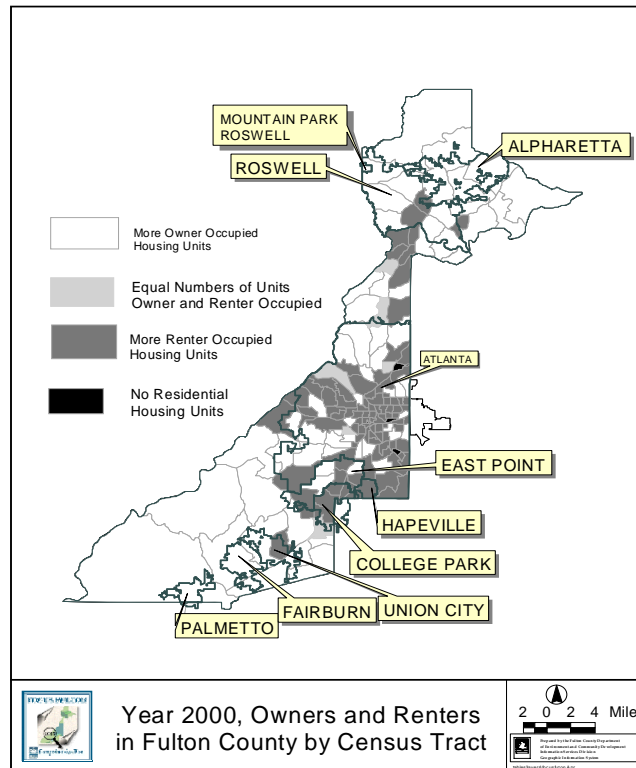 MOUNTAIN PARK
ROSWELL
ALPHARETTA
ROSWELL
More Owner Occupied
Housing Units
Equal Numbers of Units
Owner and Renter Occupied
More Renter Occupied
Housing Units
No Residential
Housing Units
ATLANTA
EAST POINT
HAPEVILLE
COLLEGE PARK
UNION CITY
FAIRBURN
PALMETTO
Year 2000, Owners and Renters
in Fulton County by Census Tract
2 0 2 4 Mile
Prepared by the Fulton County Department
of Environment and Community Development
Information Services Division
Geographic Information System